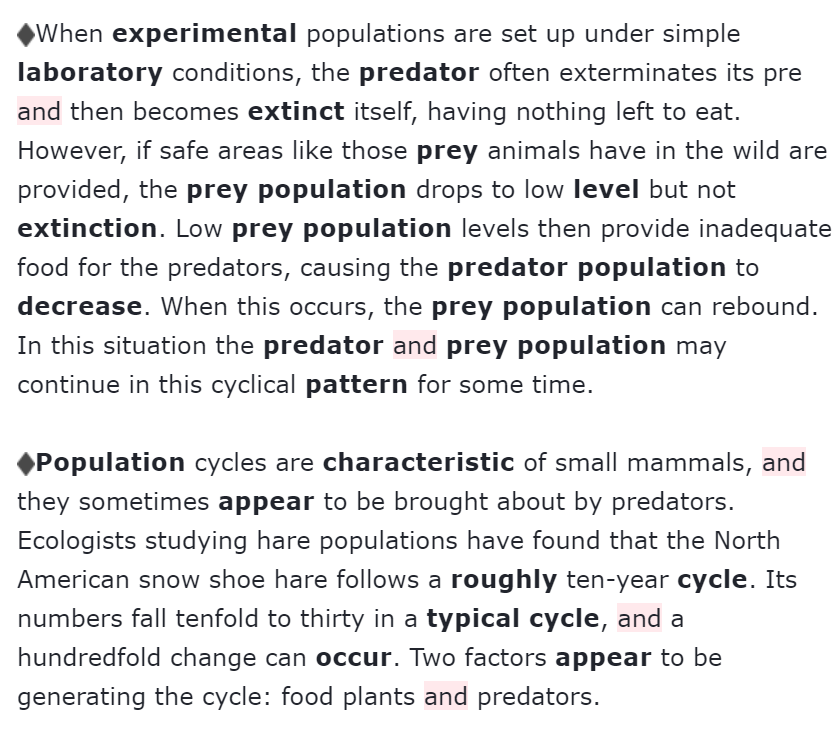 ♦When experimental populations are set up under simple
laboratory conditions, the predator often exterminates its pre
and then becomes extinct itself, having nothing left to eat.
However, if safe areas like those prey animals have in the wild are
provided, the prey population drops to low level but not
extinction. Low prey population levels then provide inadequate
food for the predators, causing the predator population to
decrease. When this occurs, the prey population can rebound.
In this situation the predator and prey population may
continue in this cyclical pattern for some time.
♦Population cycles are characteristic of small mammals, and
they sometimes appear to be brought about by predators.
Ecologists studying hare populations have found that the North
American snow shoe hare follows a roughly ten-year cycle. Its
numbers fall tenfold to thirty in a typical cycle, and a
hundredfold change can occur. Two factors appear to be
generating the cycle: food plants and predators.